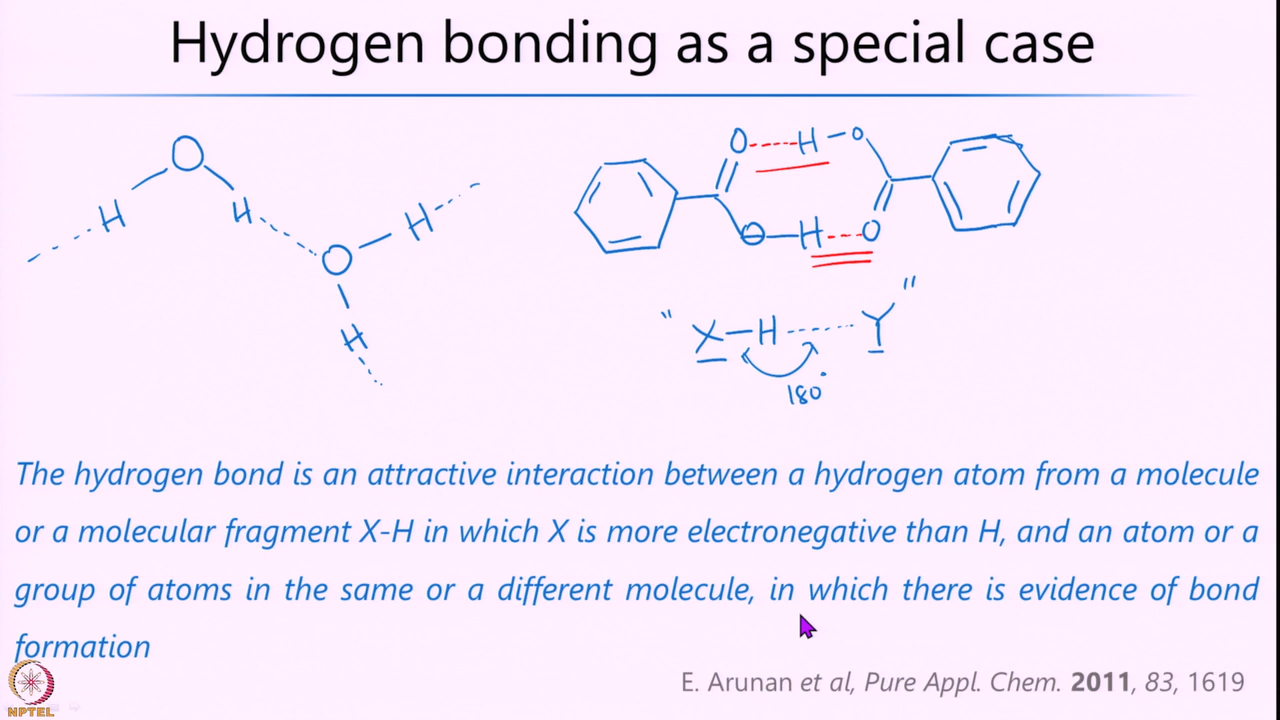 Hydrogen bonding as a special case
O
H
H
O
H
H
O-----H-O
O-H---O
"X-H------Y"
180°
The hydrogen bond is an attractive interaction between a hydrogen atom from a molecule
or a molecular fragment X-H in which X is more electronegative than H, and an atom or a
group of atoms in the same or a different molecule, in which there is evidence of bond
formation
E. Arunan et al, Pure Appl. Chem. 2011, 83, 1619
NPTEL